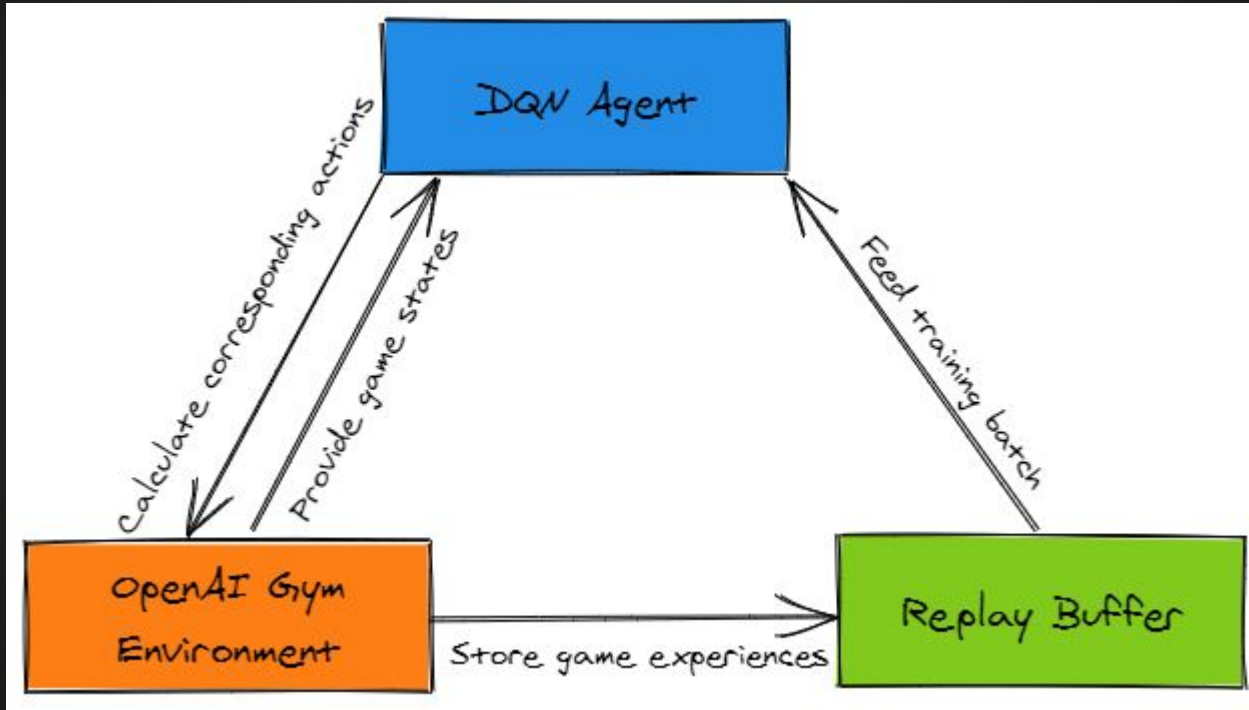 DQN Agent
Calculate corresponding actions
Provide game states
Feed training batch
OpenAI Gym
Environment
Store game experiences
Replay Buffer